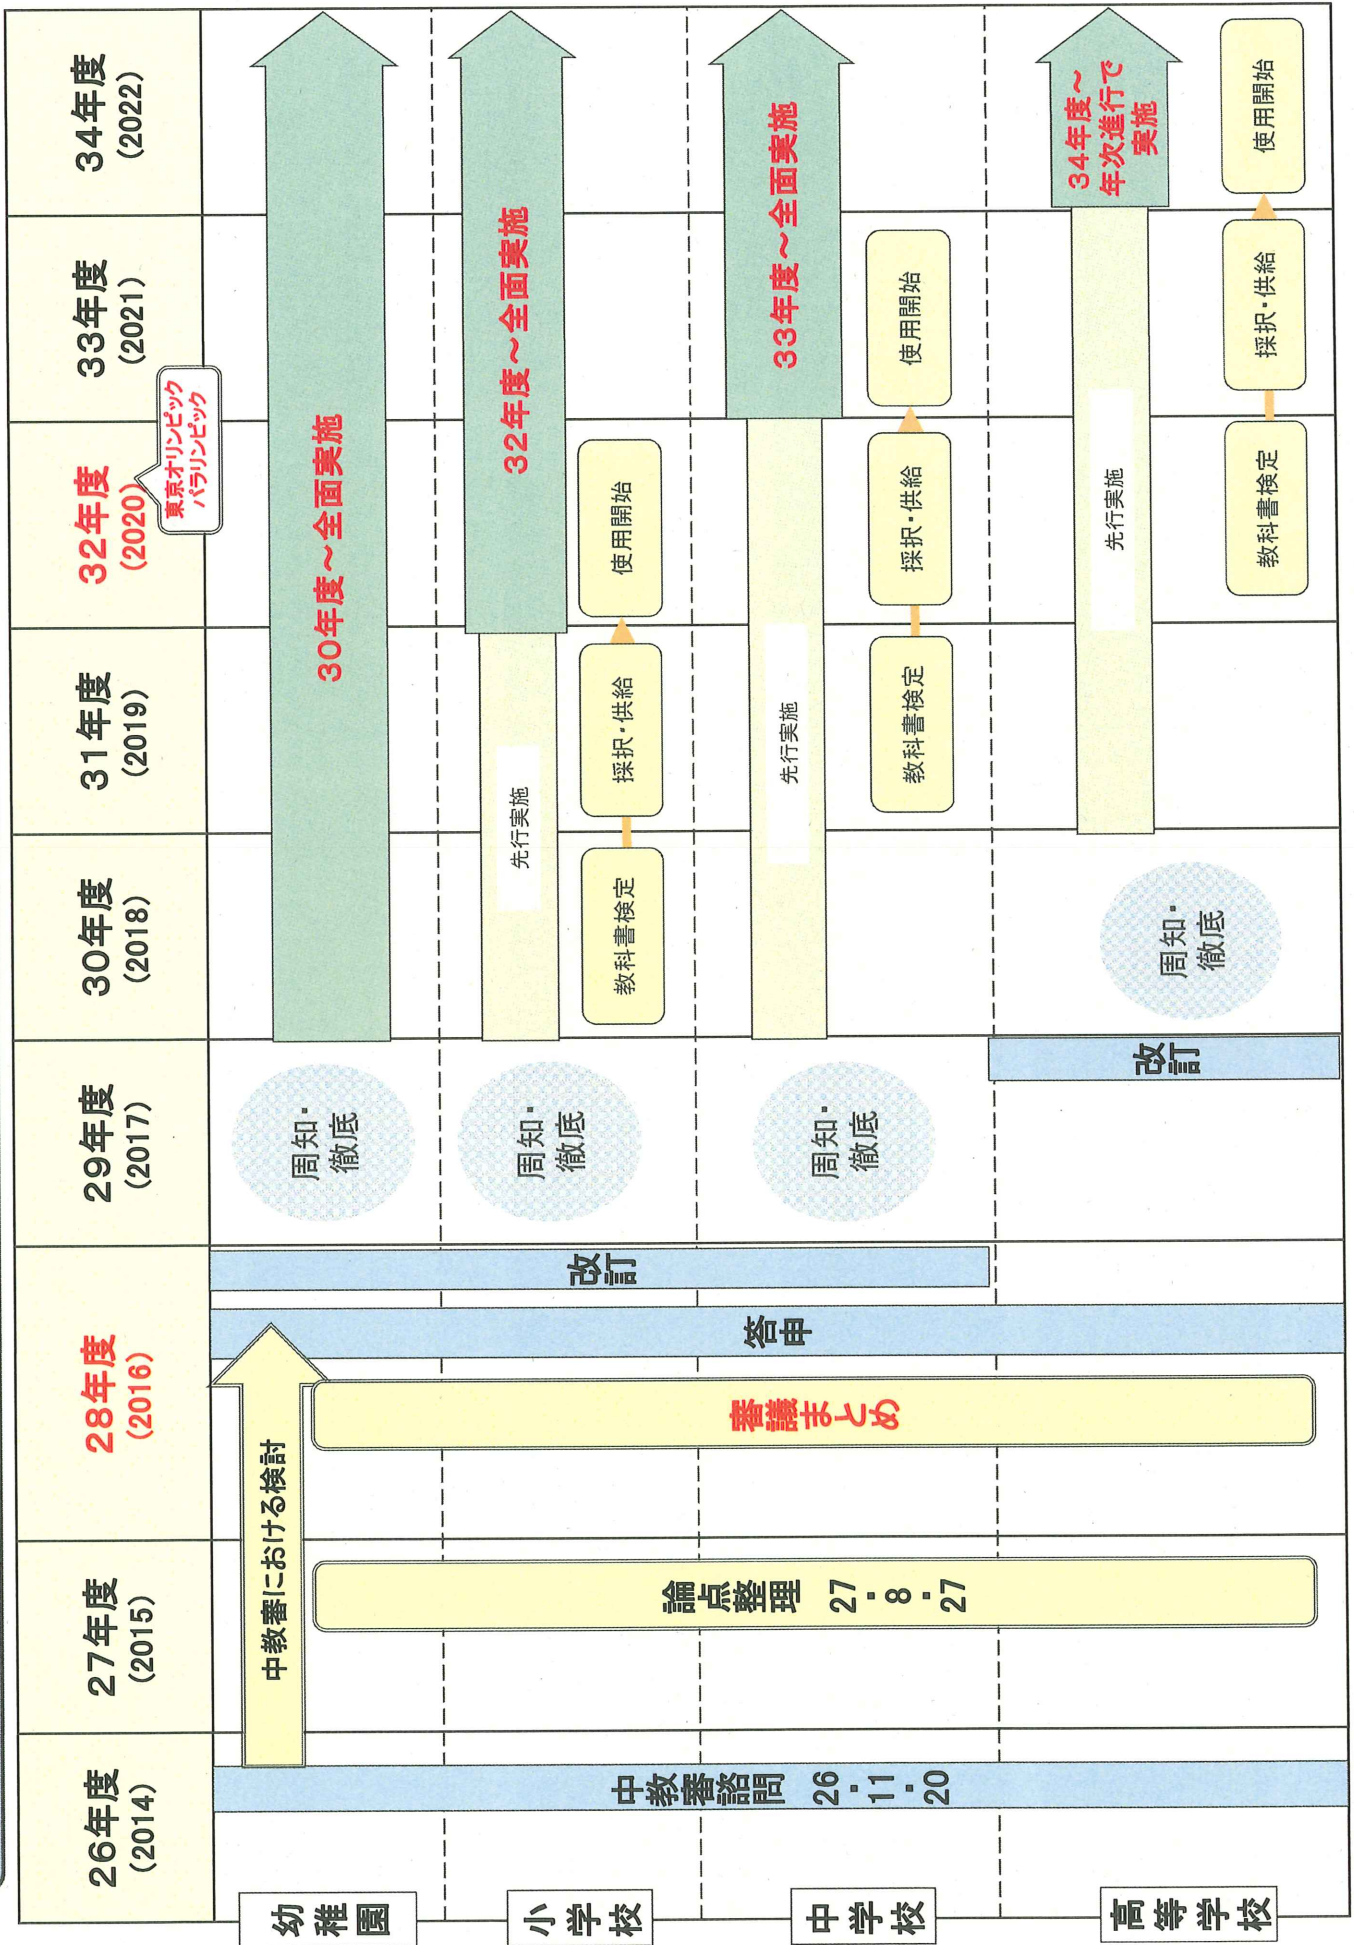 26年度
(2014)
27年度
(2015)
28年度
(2016)
29年度
(2017)
30年度
(2018)
31年度
(2019)
32年度
(2020)
33年度
(2021)
34年度
(2022)
東京オリンピック
パラリンピック
中教審諮問 26・11・20
中教審における検討
論点整理 27・8・27
審議まとめ
答申
改訂
幼稚園
周知・
徹底
30年度~全面実施
小学校
周知・
徹底
先行実施
32年度~全面実施
教科書検定
採択・供給
使用開始
中学校
周知・
徹底
先行実施
33年度~全面実施
教科書検定
採択・供給
使用開始
高等学校
改訂
周知・
徹底
先行実施
34年度~
年次進行で
実施
教科書検定
採択・供給
使用開始